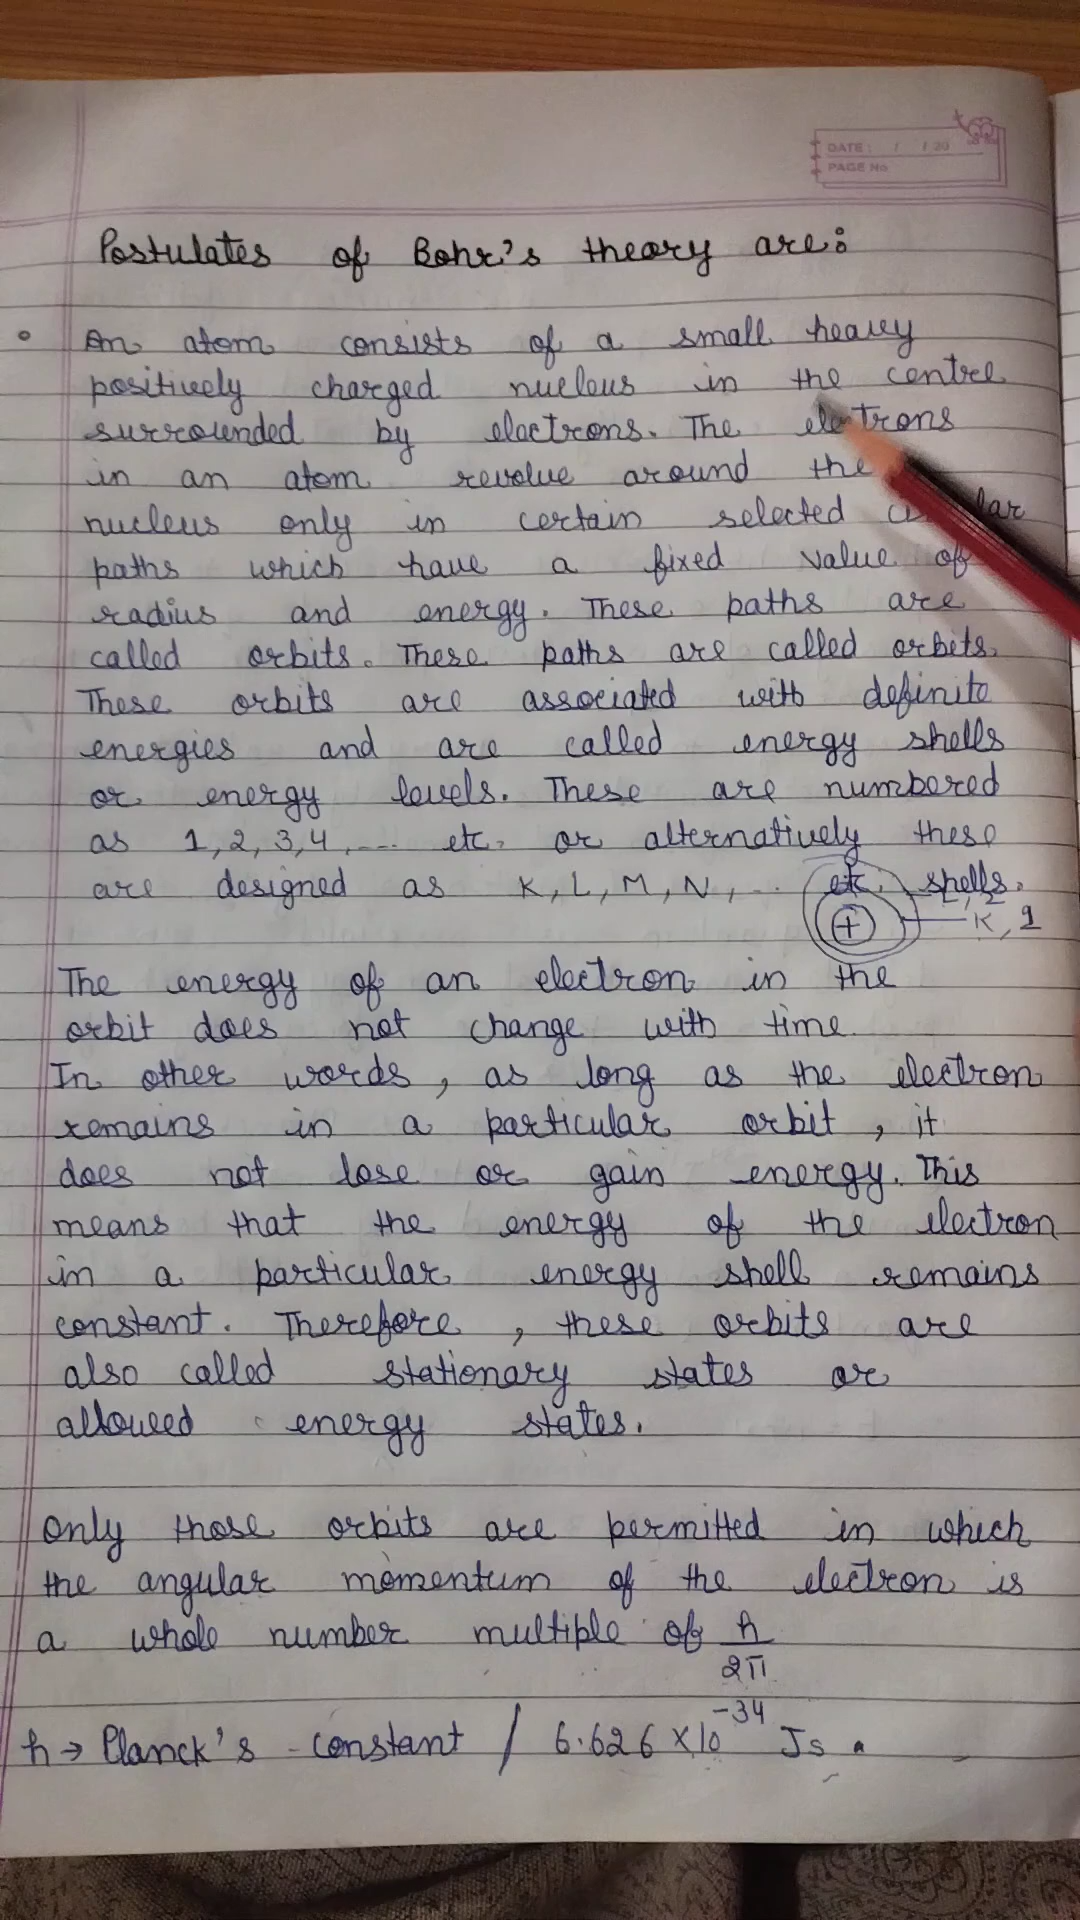 DATE: / / 20
PAGE No
Postulates of Bohr's theory are:
An atom consists of a small heavy
positively charged nucleus in the centre
surrounded by electrons. The electrons
in an atom revolve around the
nucleus only in certain selected
paths which have a fixed value of
radius and energy. These paths are
called orbits. These paths are called orbits.
These orbits are associated with definite
energies and are called energy shells
or energy levels. These are numbered
as 1, 2, 3, 4, .... etc. or alternatively these
are designed as K, L, M, N, ... etc. shells.
L, 2
+ K, 1
The energy of an electron in the
orbit does not change with time.
In other words, as long as the electron
remains in a particular orbit, it
does not lose or gain energy. This
means that the energy of the electron
in a particular energy shell remains
constant. Therefore, these orbits are
also called stationary states or
allowed energy states.
only those orbits are permitted in which
the angular momentum of the electron is
a whole number multiple of h
2π
h → Planck's constant / 6.626 × 10⁻³⁴ Js.